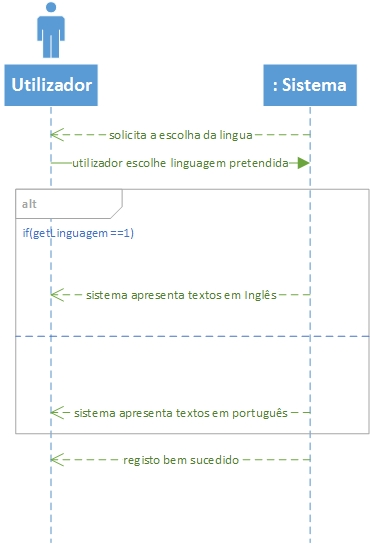 Utilizador
: Sistema
solicita a escolha da lingua
utilizador escolhe linguagem pretendida
alt
if(getLinguagem ==1)
sistema apresenta textos em Inglês
sistema apresenta textos em português
registo bem sucedido